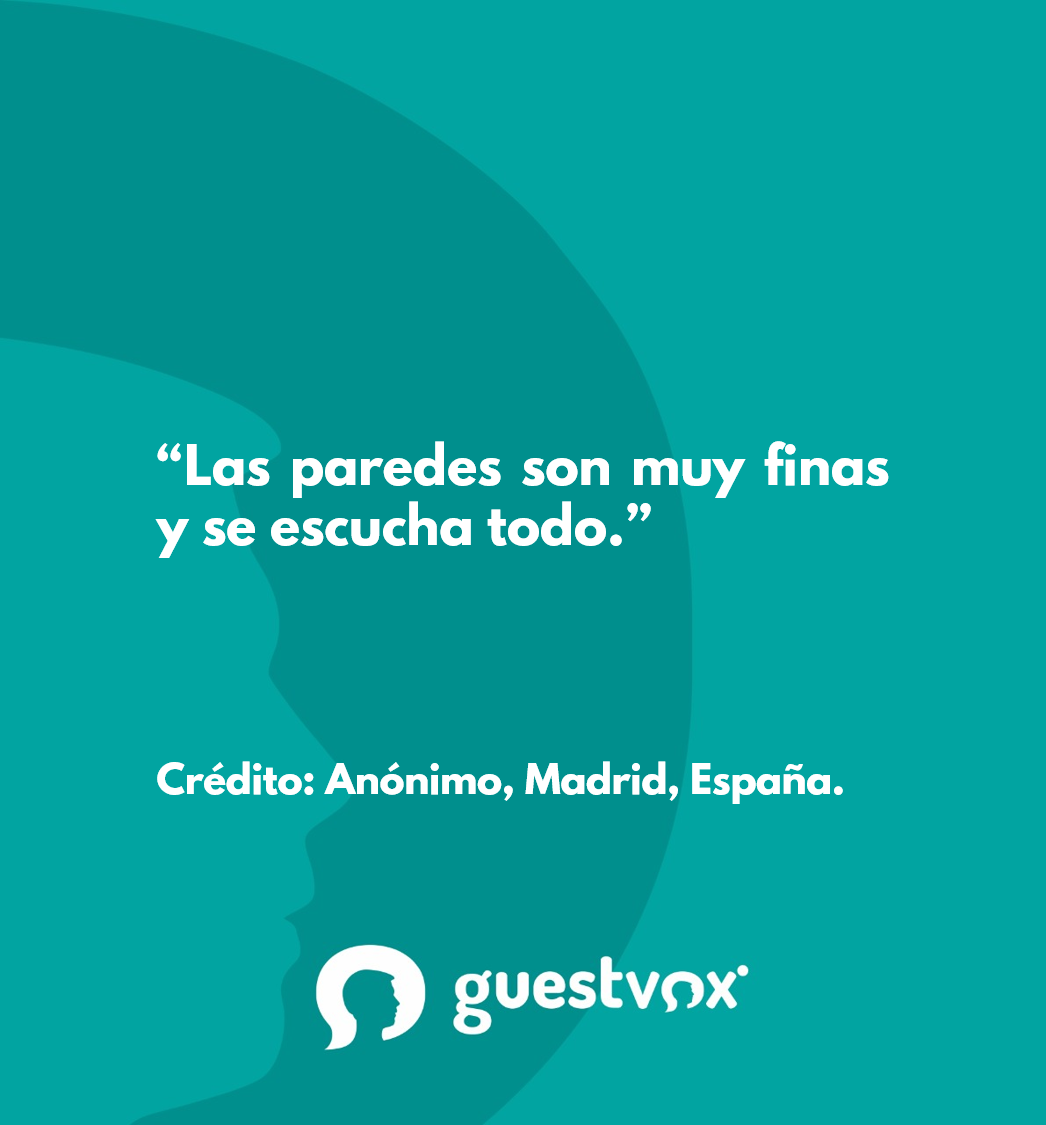 “Las paredes son muy finas
y se escucha todo.”
Crédito: Anónimo, Madrid, España.
guestvox